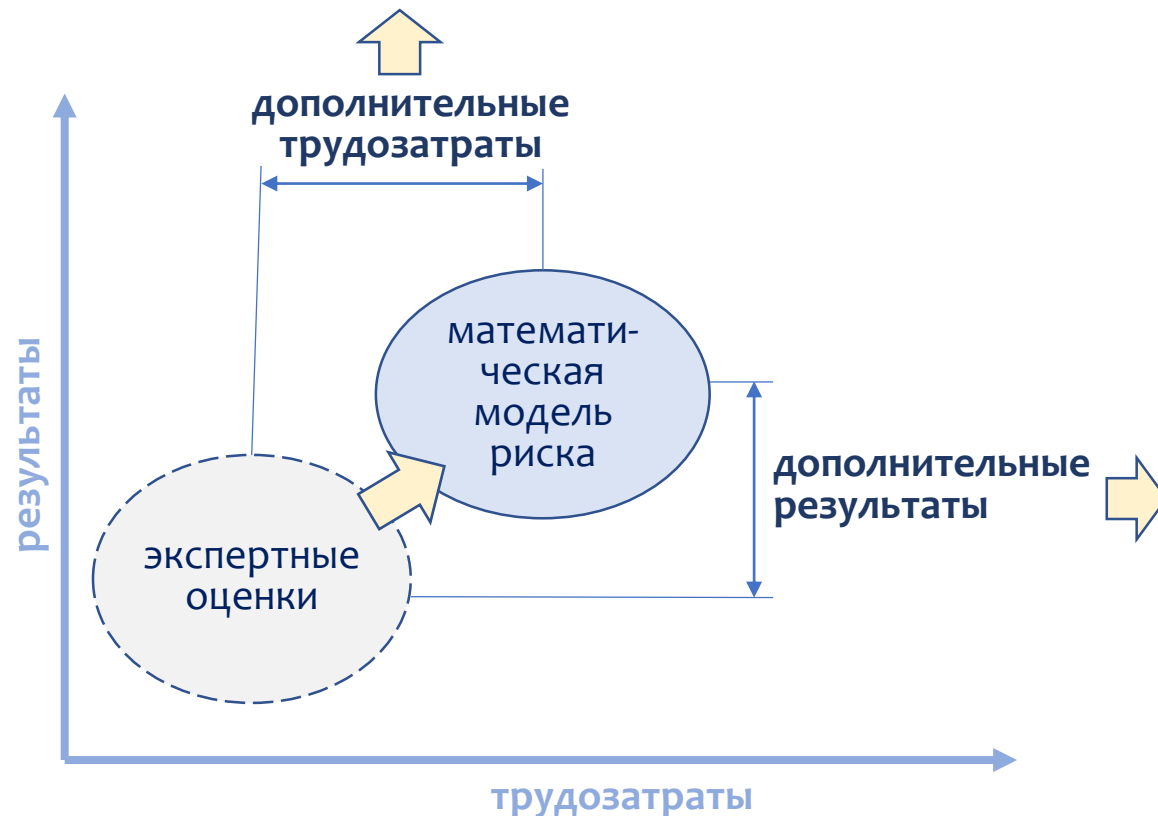 дополнительные
трудозатраты
результаты
математи-
ческая
модель
риска
дополнительные
результаты
экспертные
оценки
трудозатраты